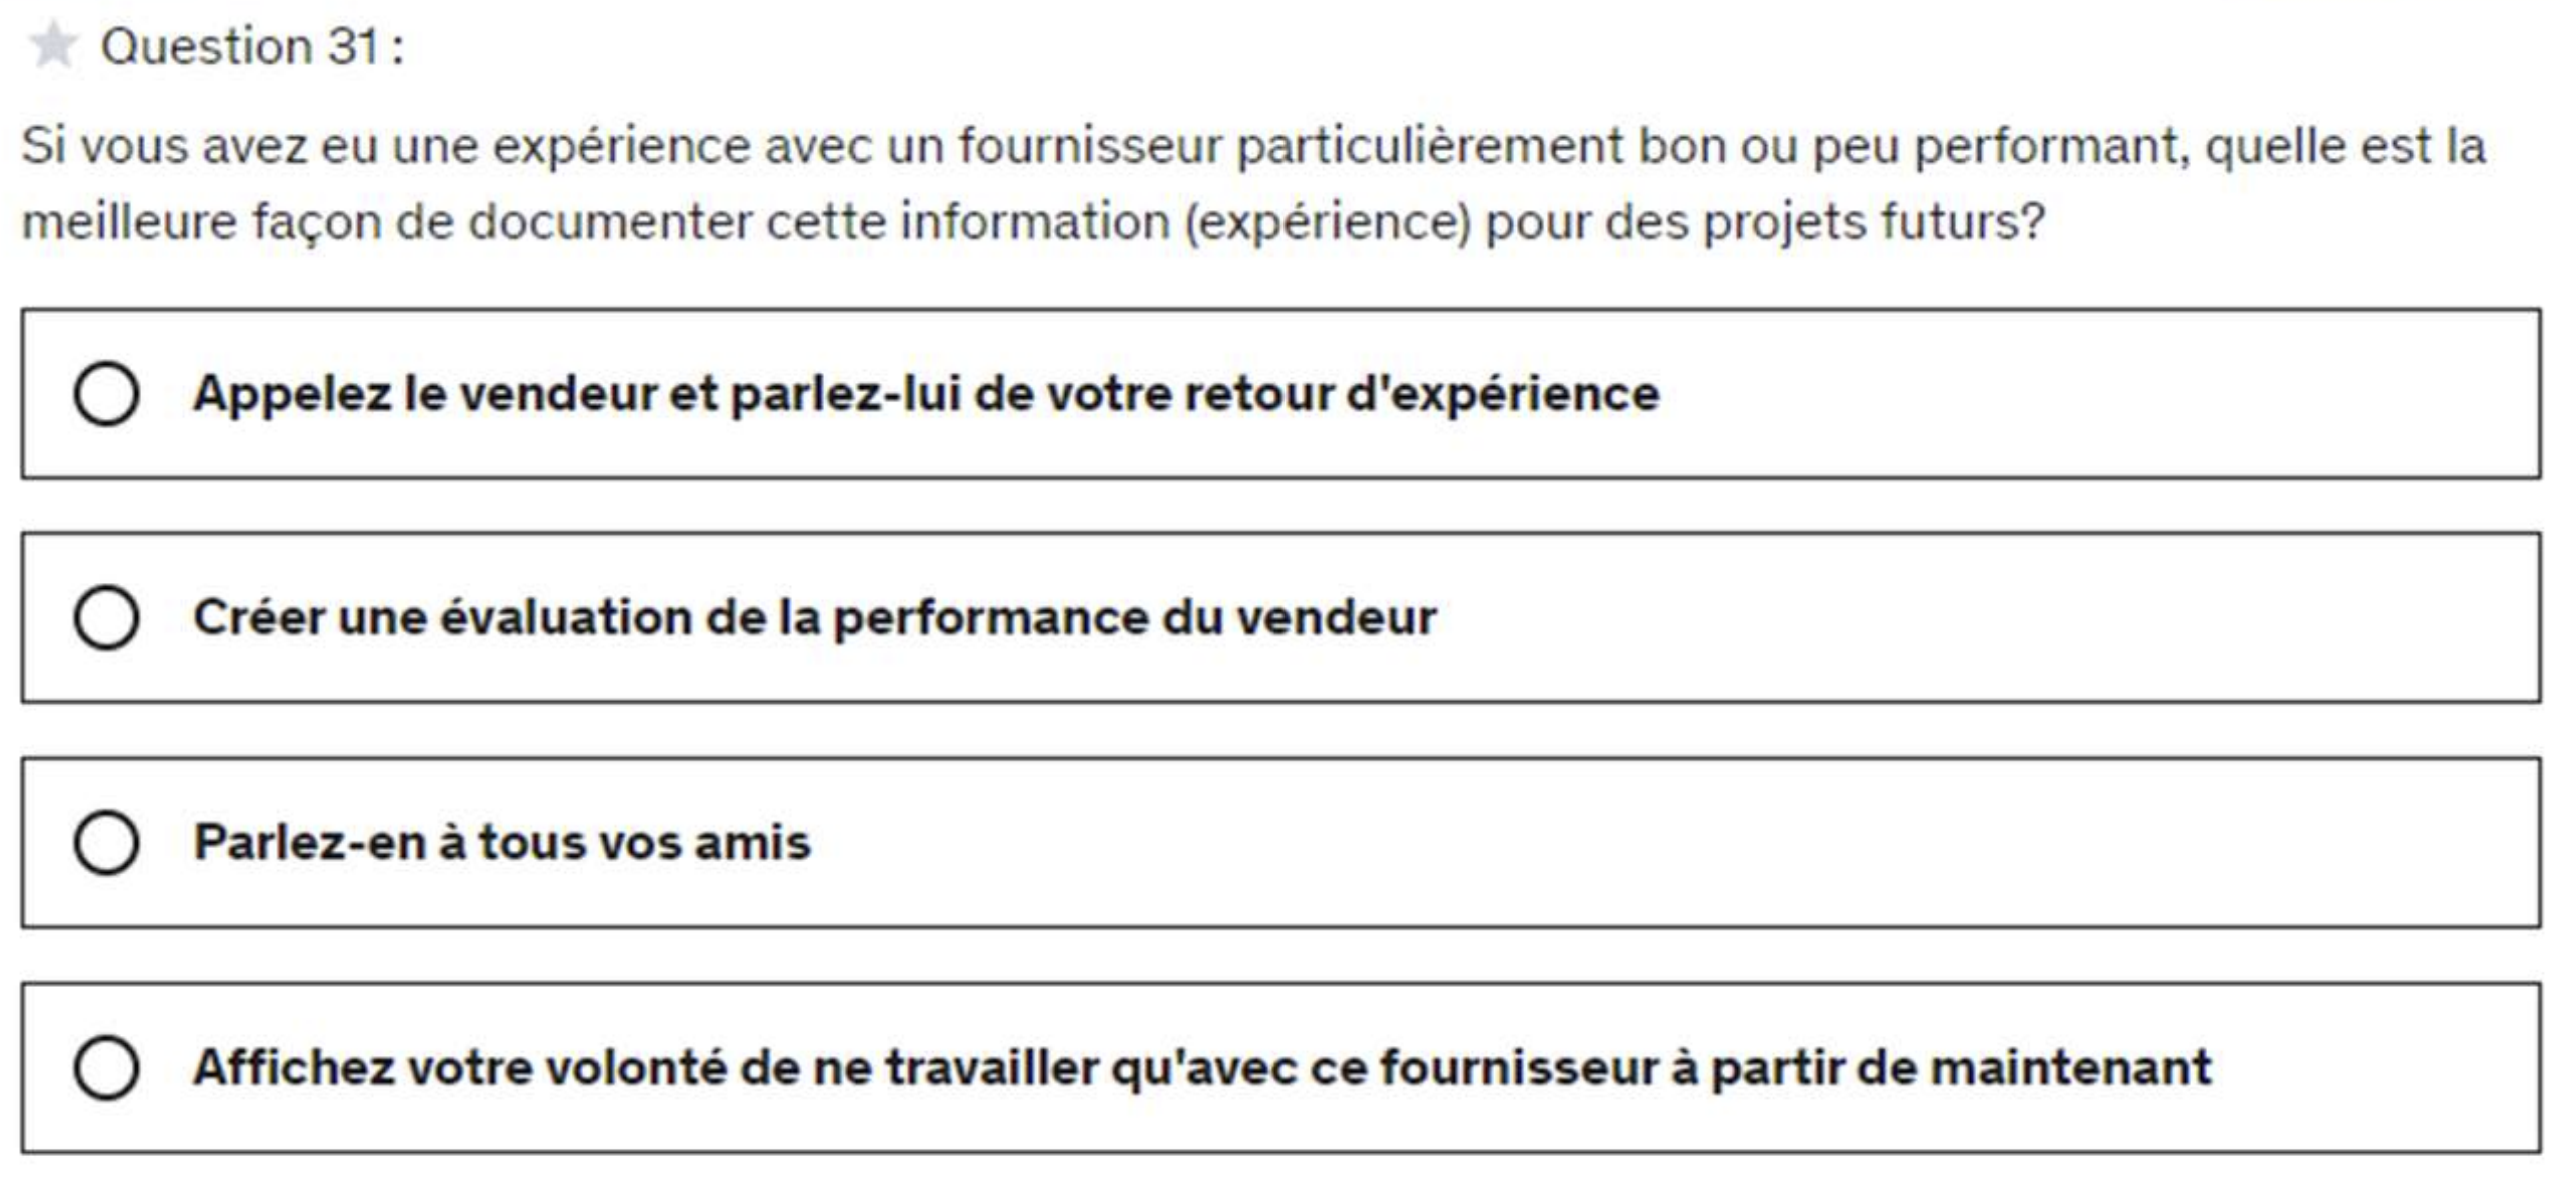 Question 31 :
Si vous avez eu une expérience avec un fournisseur particulièrement bon ou peu performant, quelle est la
meilleure façon de documenter cette information (expérience) pour des projets futurs?
Appelez le vendeur et parlez-lui de votre retour d'expérience
Créer une évaluation de la performance du vendeur
Parlez-en à tous vos amis
Affichez votre volonté de ne travailler qu'avec ce fournisseur à partir de maintenant